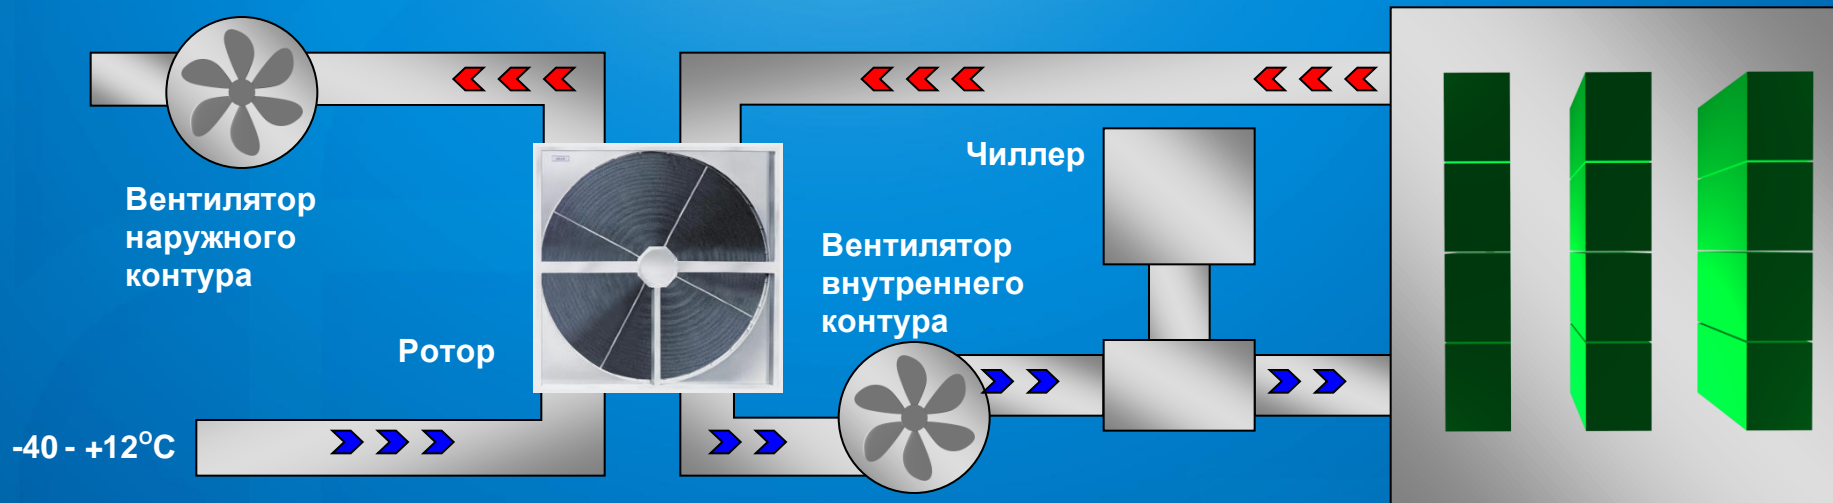 Вентилятор
наружного
контура
Ротор
-40 - +12°C
Вентилятор
внутреннего
контура
Чиллер